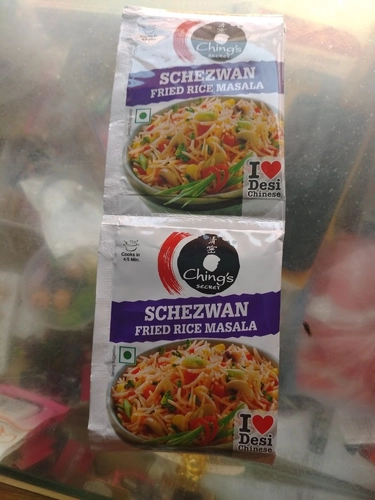 Ching's
SECRET
SCHEZWAN
FRIED RICE MASALA
I
Desi
Chinese
Cooks in
4-5 Min.
Ching's
SECRET
SCHEZWAN
FRIED RICE MASALA
I
Desi
Chinese